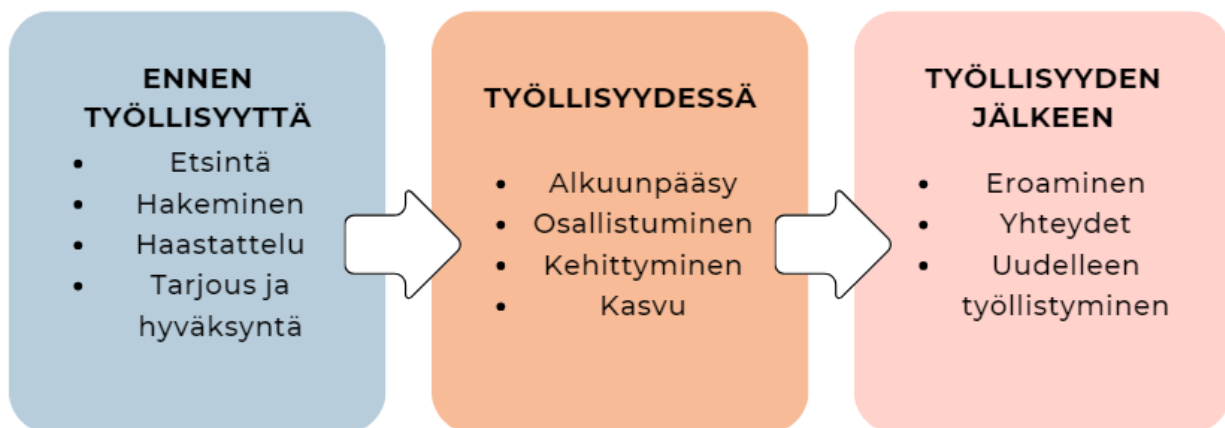 ENNEN
TYÖLLISYYTTÄ
• Etsintä
• Hakeminen
• Haastattelu
• Tarjous ja
hyväksyntä
TYÖLLISYYDESSÄ
• Alkuunpääsy
• Osallistuminen
• Kehittyminen
• Kasvu
TYÖLLISYYDEN
JÄLKEEN
• Eroaminen
• Yhteydet
• Uudelleen
työllistyminen